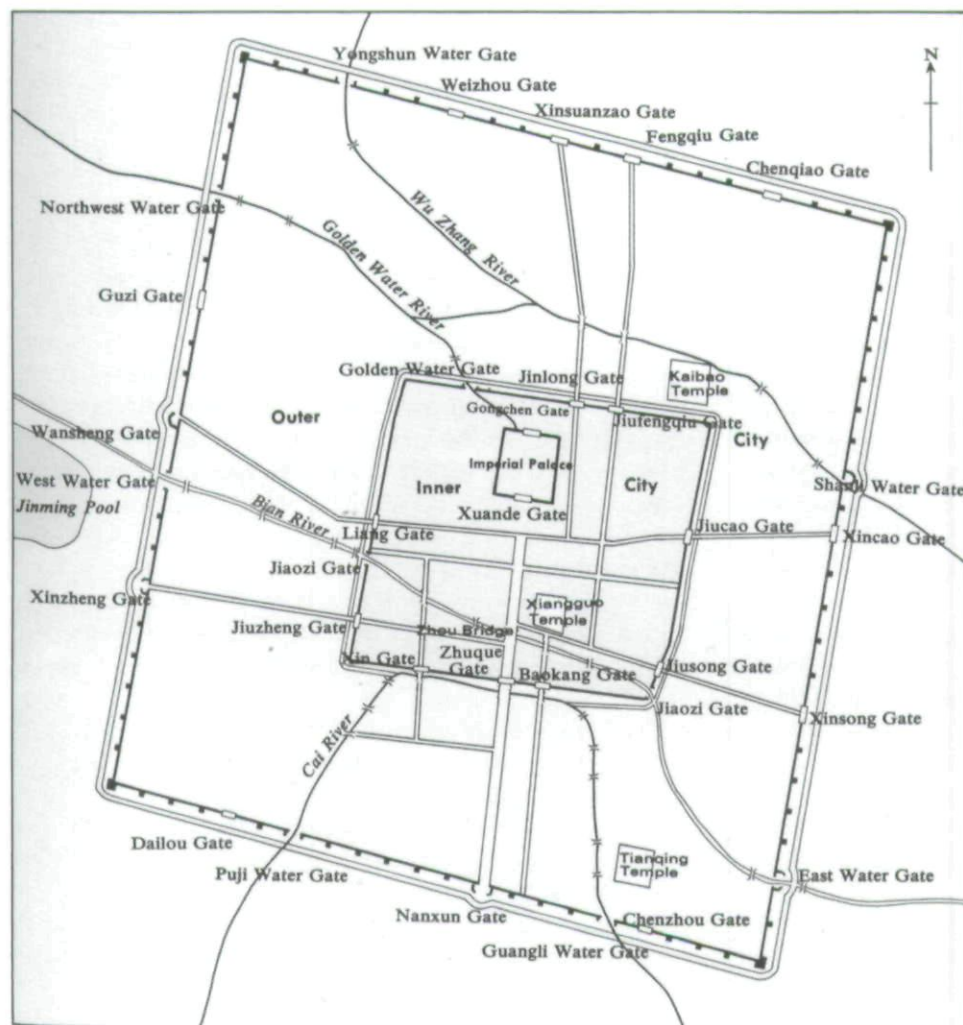 N
Yongshun Water Gate
Weizhou Gate
Xinsuanzao Gate
Fengqiu Gate
Chenqiao Gate
Northwest Water Gate
Golden Water River
Wu Zhang River
Guzi Gate
Golden Water Gate
Jinlong Gate
Kaibao
Temple
Gongchen Gate
Jiufengqiu Gate
Outer
City
Wansheng Gate
Imperial Palace
West Water Gate
Inner
City
Shanshui Water Gate
Jinming Pool
Bian River
Xuande Gate
Liang Gate
Jiucao Gate
Xincao Gate
Jiaozi Gate
Xinzheng Gate
Xiangguo
Temple
Jiuzheng Gate
Zhou Bridge
Xin Gate
Zhuque
Gate
Baokang Gate
Jiusong Gate
Jiaozi Gate
Xinsong Gate
Cai River
Dailou Gate
Tianqing
Temple
East Water Gate
Puji Water Gate
Nanxun Gate
Chenzhou Gate
Guangli Water Gate